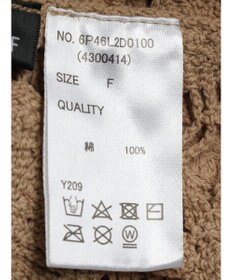 NO. 6P46L2D0100
(4300414)
SIZE F
QUALITY
綿 100%
Y209